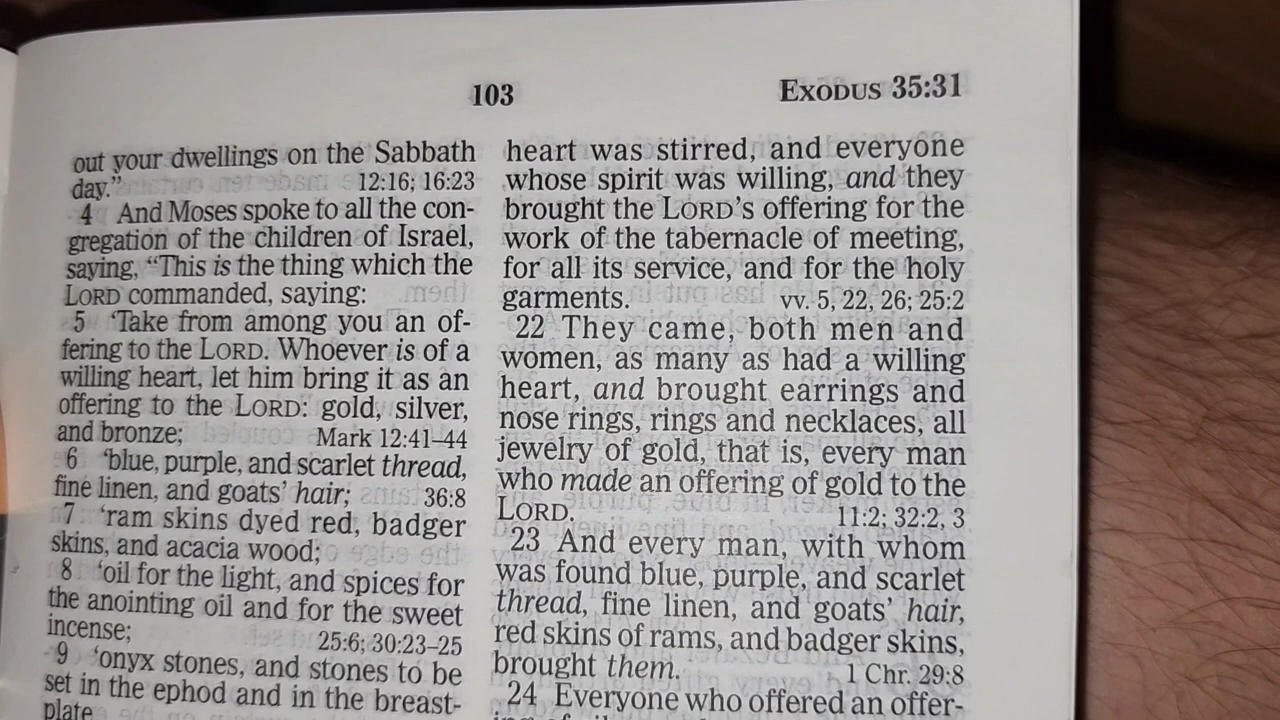 103
EXODUS 35:31
out your dwellings on the Sabbath
day.” 12:16; 16:23
4 And Moses spoke to all the con-
gregation of the children of Israel,
saying, “This is the thing which the
LORD commanded, saying:
5 ‘Take from among you an of-
fering to the LORD. Whoever is of a
willing heart, let him bring it as an
offering to the LORD: gold, silver,
and bronze; Mark 12:41–44
6 ‘blue, purple, and scarlet thread,
fine linen, and goats’ hair; 36:8
7 ‘ram skins dyed red, badger
skins, and acacia wood;
8 ‘oil for the light, and spices for
the anointing oil and for the sweet
incense; 25:6; 30:23–25
9 ‘onyx stones, and stones to be
set in the ephod and in the breast-
plate
heart was stirred, and everyone
whose spirit was willing, and they
brought the LORD’S offering for the
work of the tabernacle of meeting,
for all its service, and for the holy
garments. vv. 5, 22, 26; 25:2
22 They came, both men and
women, as many as had a willing
heart, and brought earrings and
nose rings, rings and necklaces, all
jewelry of gold, that is, every man
who made an offering of gold to the
LORD. 11:2; 32:2, 3
23 And every man, with whom
was found blue, purple, and scarlet
thread, fine linen, and goats’ hair,
red skins of rams, and badger skins,
brought them. 1 Chr. 29:8
24 Everyone who offered an offer-